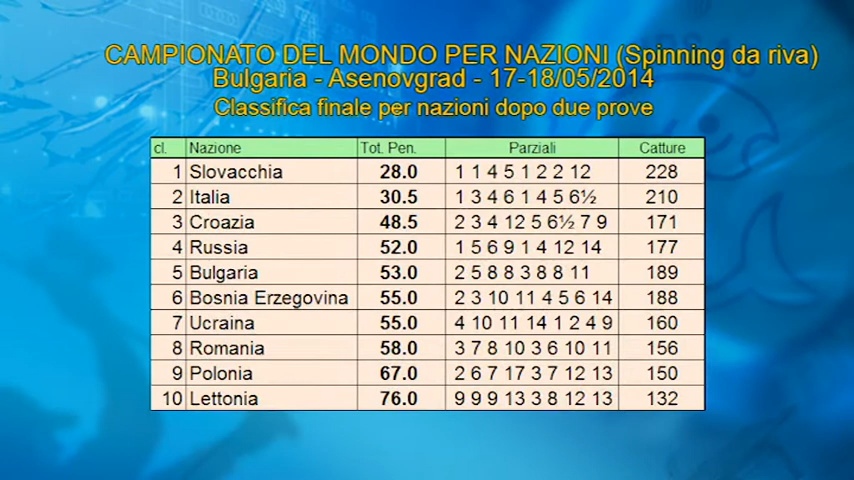 CAMPIONATO DEL MONDO PER NAZIONI (Spinning da riva)
Bulgaria - Asenovgrad - 17-18/05/2014
Classifica finale per nazioni dopo due prove
cl. Nazione Tot. Pen. Parziali Catture
1 Slovacchia 28.0 1 1 4 5 1 2 2 12 228
2 Italia 30.5 1 3 4 6 1 4 5 6½ 210
3 Croazia 48.5 2 3 4 12 5 6½ 7 9 171
4 Russia 52.0 1 5 6 9 1 4 12 14 177
5 Bulgaria 53.0 2 5 8 8 3 8 8 11 189
6 Bosnia Erzegovina 55.0 2 3 10 11 4 5 6 14 188
7 Ucraina 55.0 4 10 11 14 1 2 4 9 160
8 Romania 58.0 3 7 8 10 3 6 10 11 156
9 Polonia 67.0 2 6 7 17 3 7 12 13 150
10 Lettonia 76.0 9 9 9 13 3 8 12 13 132